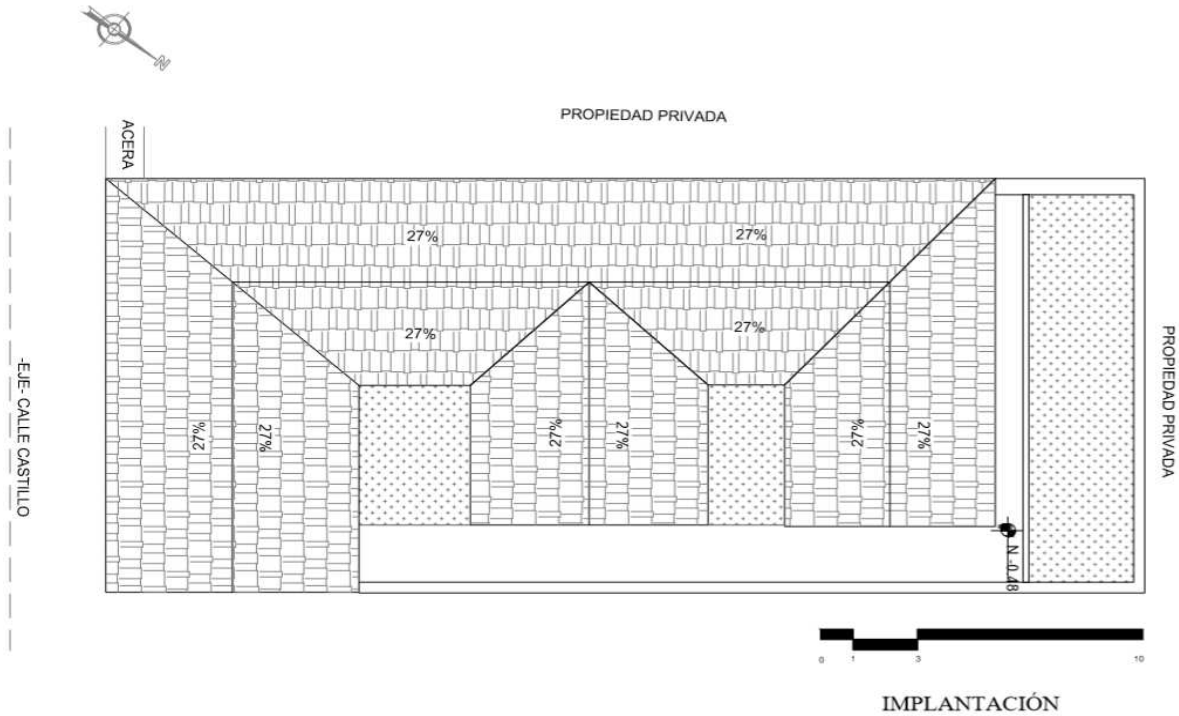 N
PROPIEDAD PRIVADA
ACERA
27%
27%
27%
27%
27%
27%
27%
27%
27%
27%
-EJE- CALLE CASTILLO
PROPIEDAD PRIVADA
N -0.48
0 1 3 10
IMPLANTACIÓN